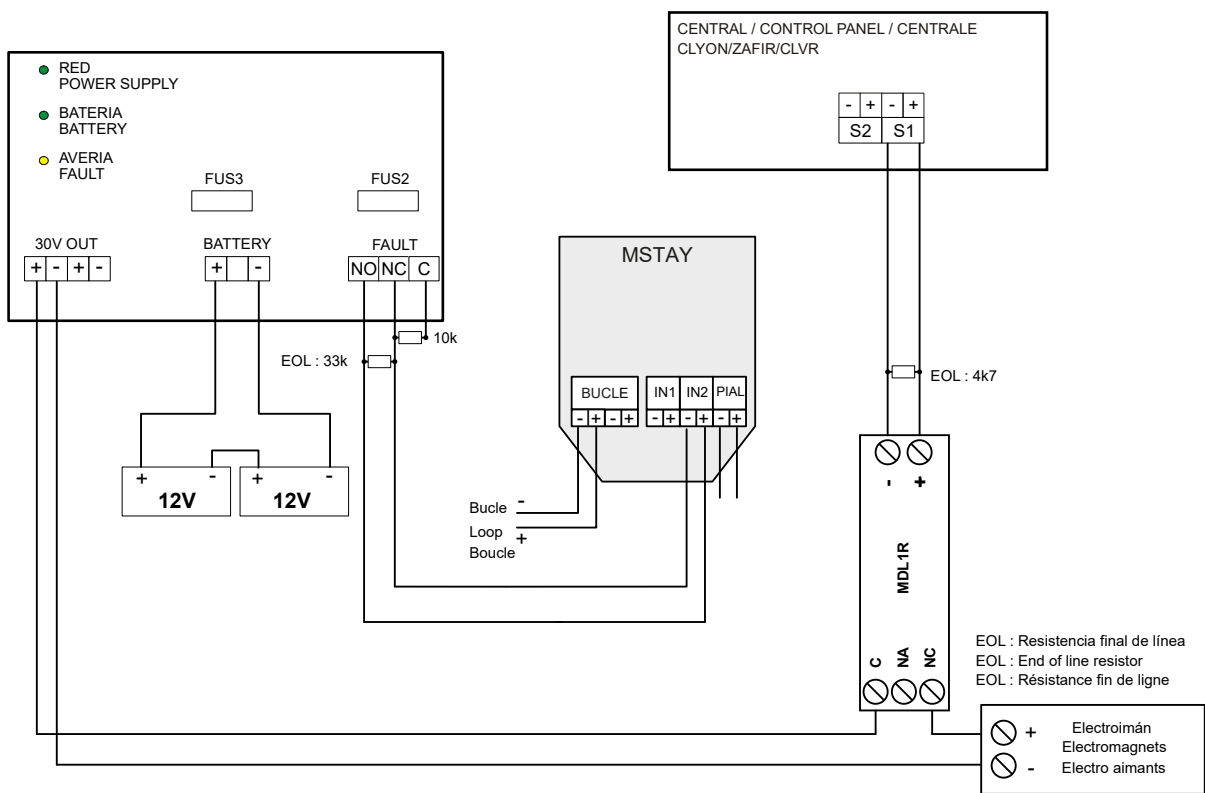 CENTRAL / CONTROL PANEL / CENTRALE
CLYON/ZAFIR/CLVR
- + - +
S2 S1
RED
POWER SUPPLY
BATERIA
BATTERY
AVERIA
FAULT
FUS3
FUS2
30V OUT
+ - + -
BATTERY
+ -
FAULT
NO NC C
10k
EOL : 33k
+ - + -
12V 12V
MSTAY
BUCLE IN1 IN2 PIAL
- + - + - + - + - +
Bucle -
Loop +
Boucle
EOL : 4k7
- +
MDL1R
C NA NC
EOL : Resistencia final de línea
EOL : End of line resistor
EOL : Résistance fin de ligne
+ Electroimán
Electromagnets
- Electro aimants